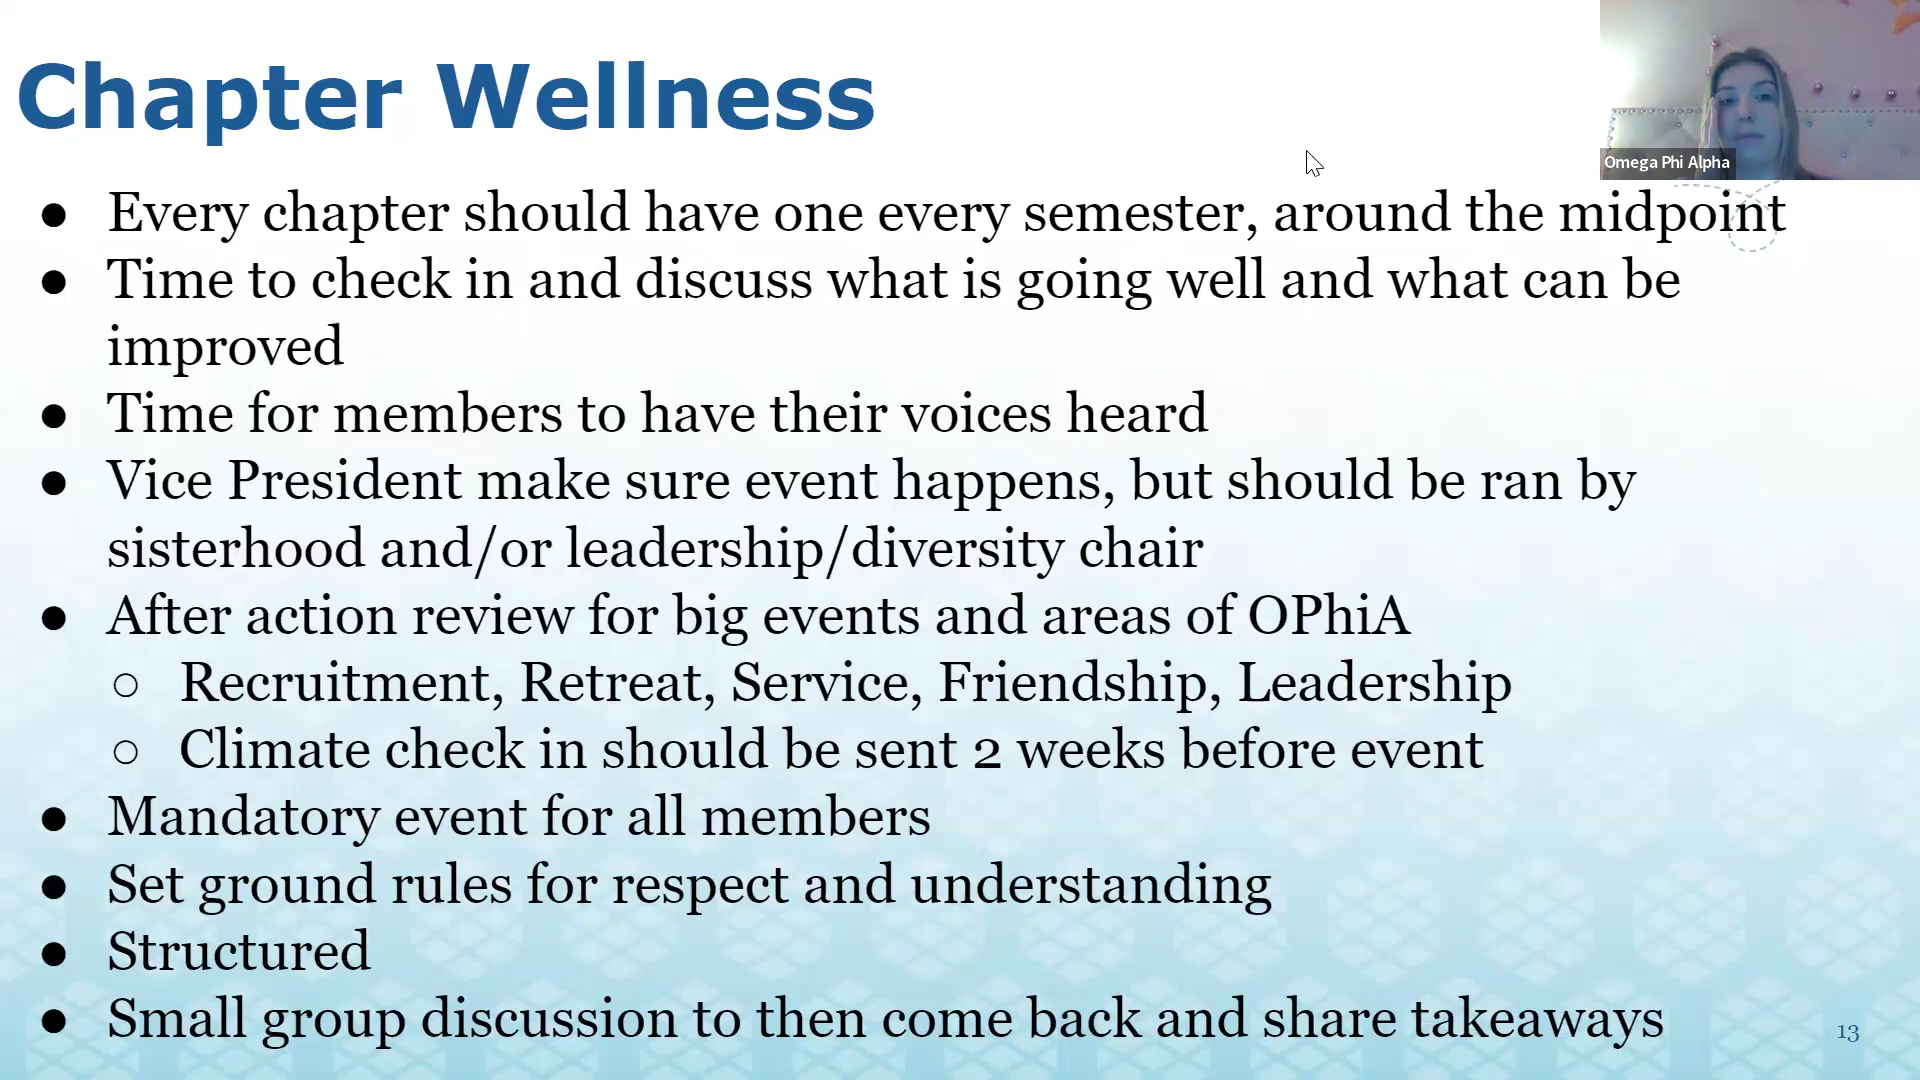 Chapter Wellness
Omega Phi Alpha
● Every chapter should have one every semester, around the midpoint
● Time to check in and discuss what is going well and what can be
improved
● Time for members to have their voices heard
● Vice President make sure event happens, but should be ran by
sisterhood and/or leadership/diversity chair
● After action review for big events and areas of OPhiA
○ Recruitment, Retreat, Service, Friendship, Leadership
○ Climate check in should be sent 2 weeks before event
● Mandatory event for all members
● Set ground rules for respect and understanding
● Structured
● Small group discussion to then come back and share takeaways
13